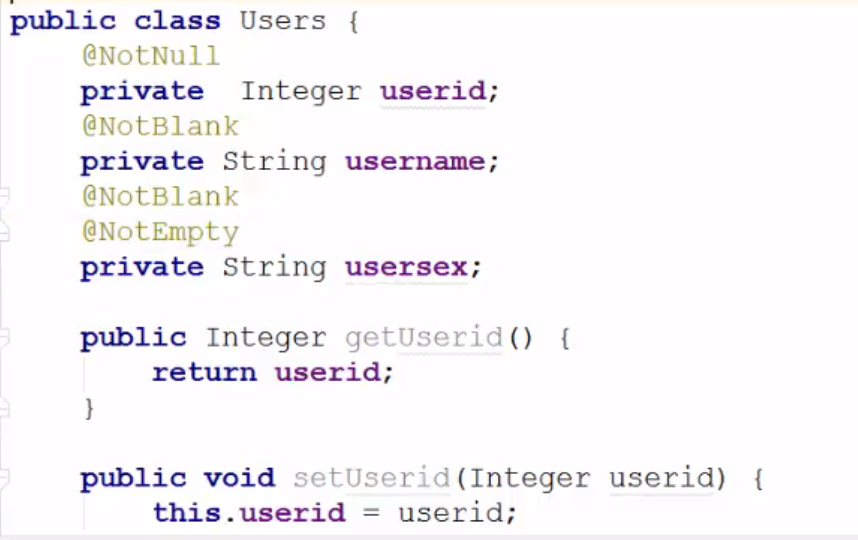 public class Users {
@NotNull
private  Integer userid;
@NotBlank
private String username;
@NotBlank
@NotEmpty
private String usersex;
public Integer getUserid() {
return userid;
}
public void setUserid(Integer userid) {
this.userid = userid;